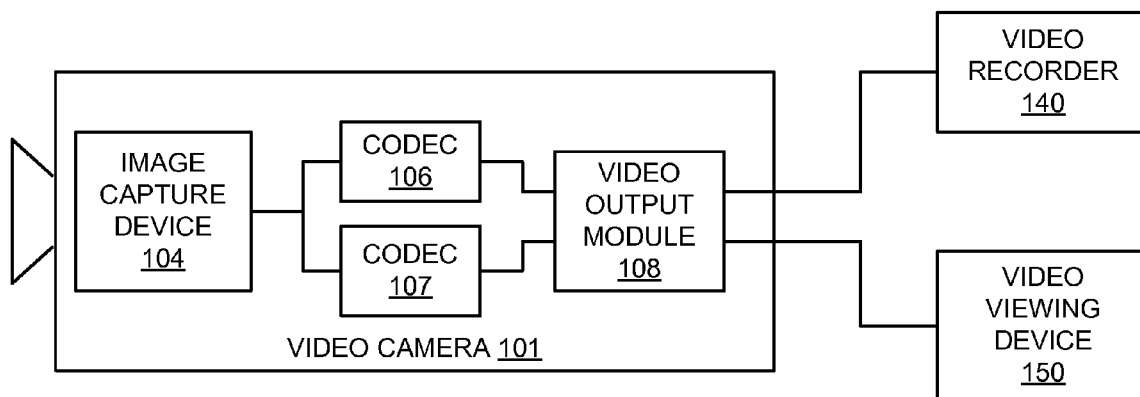 IMAGE
CAPTURE
DEVICE
104
CODEC
106
CODEC
107
VIDEO
OUTPUT
MODULE
108
VIDEO CAMERA 101
VIDEO
RECORDER
140
VIDEO
VIEWING
DEVICE
150